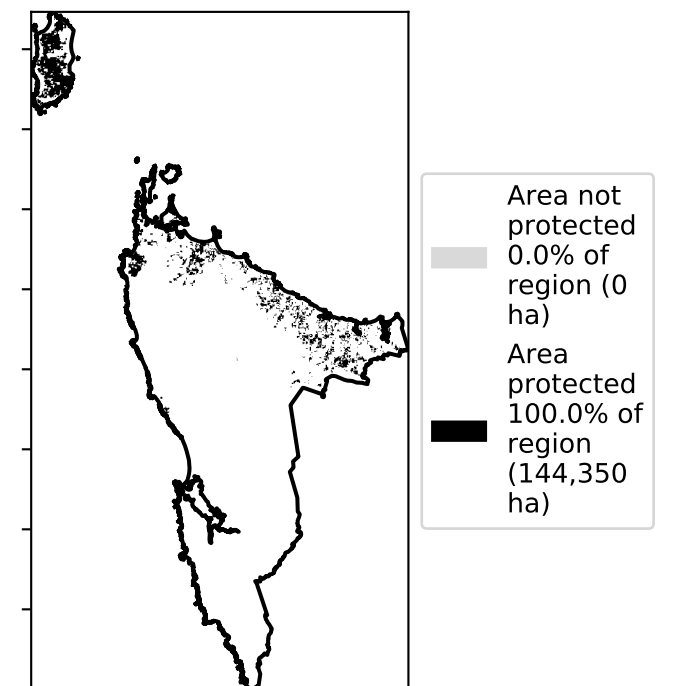 Area not
protected
0.0% of
region (0
ha)
Area
protected
100.0% of
region
(144,350
ha)